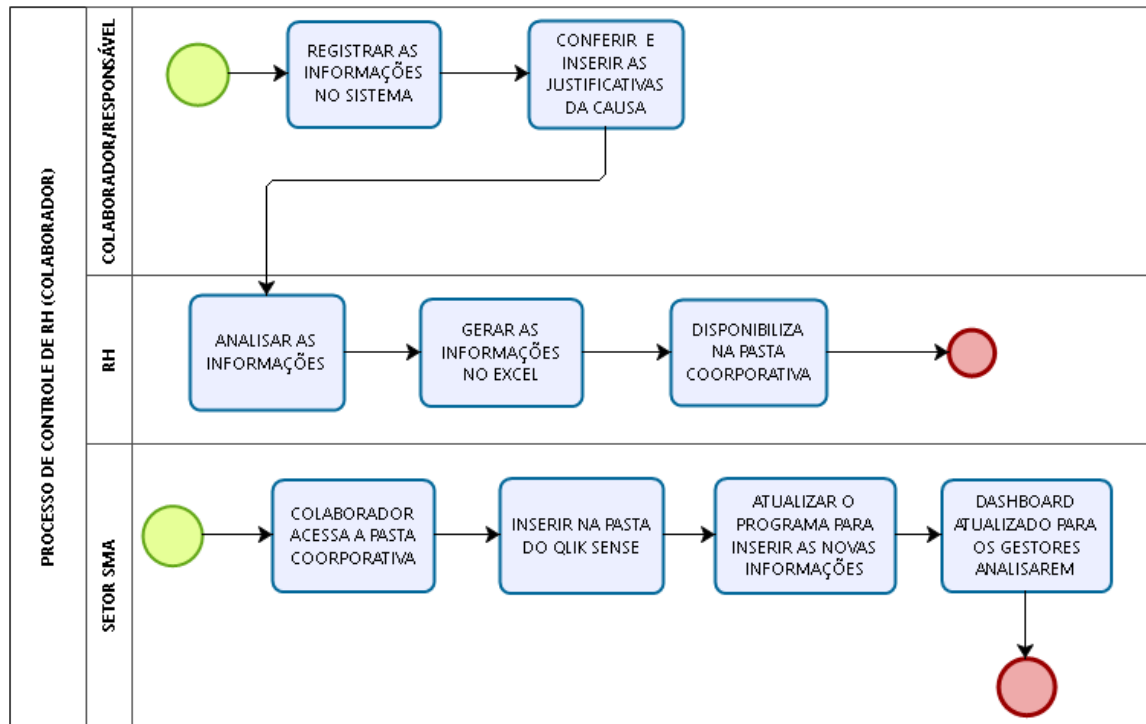 PROCESSO DE CONTROLE DE RH (COLABORADOR)
COLABORADOR/RESPONSÁVEL
REGISTRAR AS
INFORMAÇÕES
NO SISTEMA
CONFERIR E
INSERIR AS
JUSTIFICATIVAS
DA CAUSA
RH
ANALISAR AS
INFORMAÇÕES
GERAR AS
INFORMAÇÕES
NO EXCEL
DISPONIBILIZA
NA PASTA
COORPORATIVA
SETOR SMA
COLABORADOR
ACESSA A PASTA
COORPORATIVA
INSERIR NA PASTA
DO QLIK SENSE
ATUALIZAR O
PROGRAMA PARA
INSERIR AS NOVAS
INFORMAÇÕES
DASHBOARD
ATUALIZADO PARA
OS GESTORES
ANALISAREM